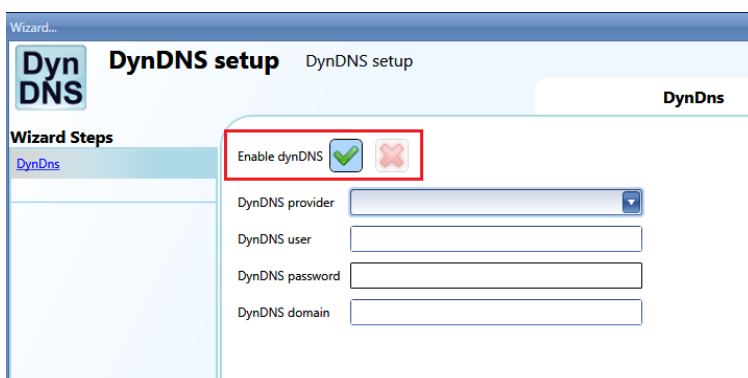 Wizard...
Dyn
DNS
DynDNS setup DynDNS setup
DynDns
Wizard Steps
DynDns
Enable dynDNS
DynDNS provider
DynDNS user
DynDNS password
DynDNS domain